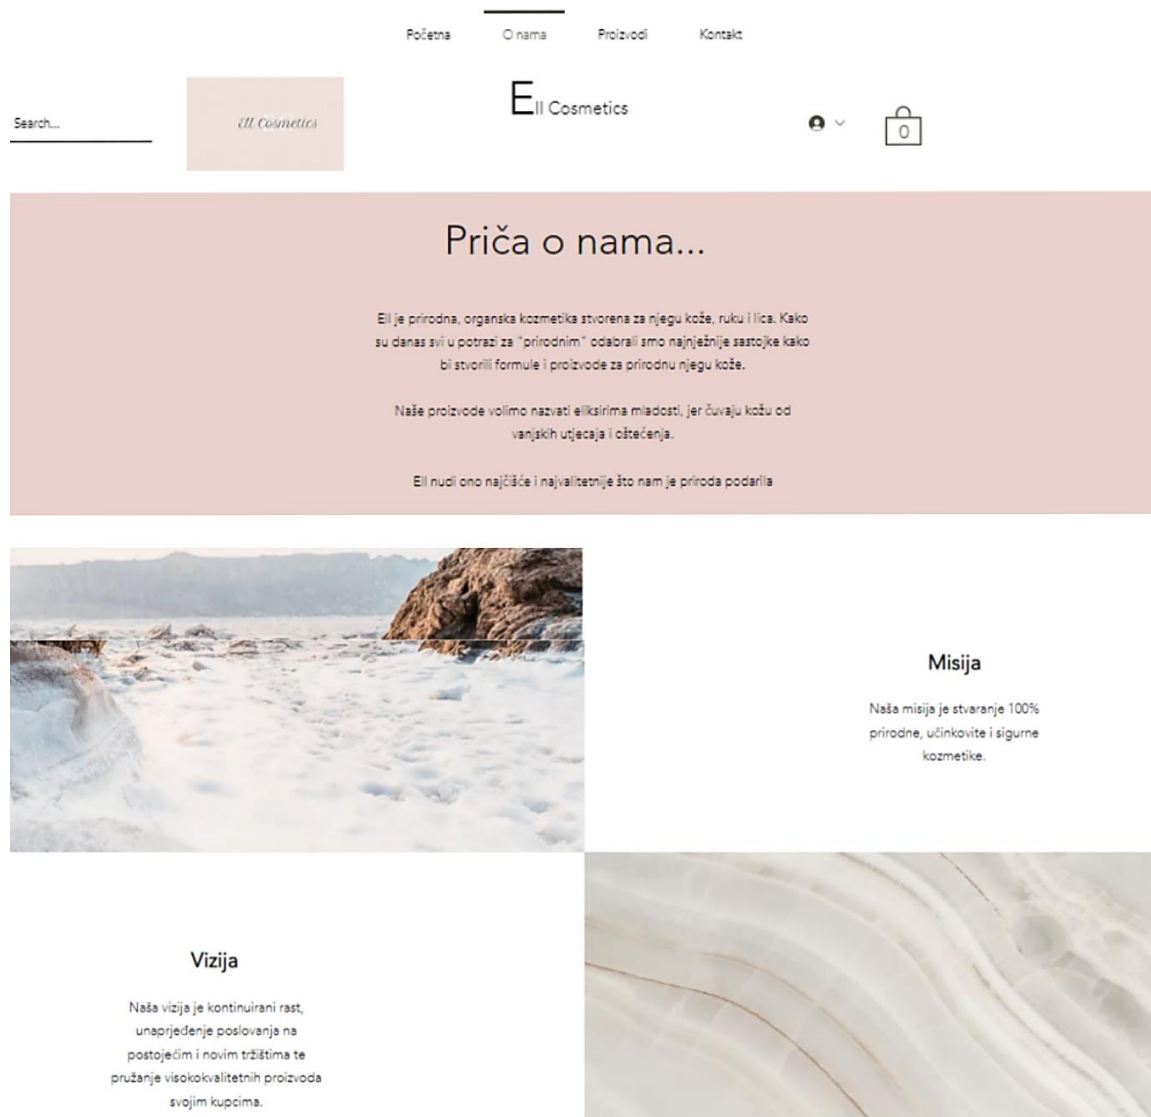 Početna
O nama
Proizvodi
Kontakt
Search...
Ell Cosmetics
Ell Cosmetics
0
Priča o nama...
Ell je prirodna, organska kozmetika stvorena za njegu kože, ruku i lica. Kako
su danas svi u potrazi za "prirodnim" odabrali smo najnježnije sastojke kako
bi stvorili formule i proizvode za prirodnu njegu kože.
Naše proizvode volimo nazvati eliksirima mladosti, jer čuvaju kožu od
vanjskih utjecaja i oštećenja.
Ell nudi ono najčišće i najvalitetnije što nam je priroda podarila
Misija
Naša misija je stvaranje 100%
prirodne, učinkovite i sigurne
kozmetike.
Vizija
Naša vizija je kontinuirani rast,
unaprjeđenje poslovanja na
postojećim i novim tržištima te
pružanje visokokvalitetnih proizvoda
svojim kupcima.